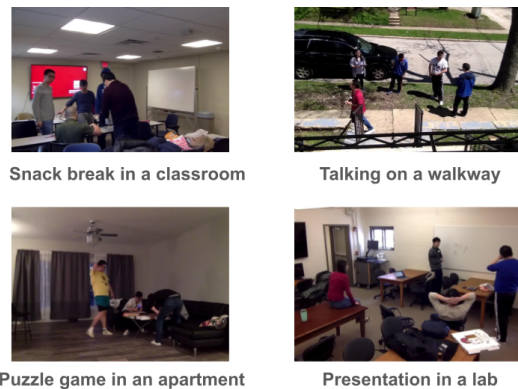 Snack break in a classroom
Talking on a walkway
Puzzle game in an apartment
Presentation in a lab